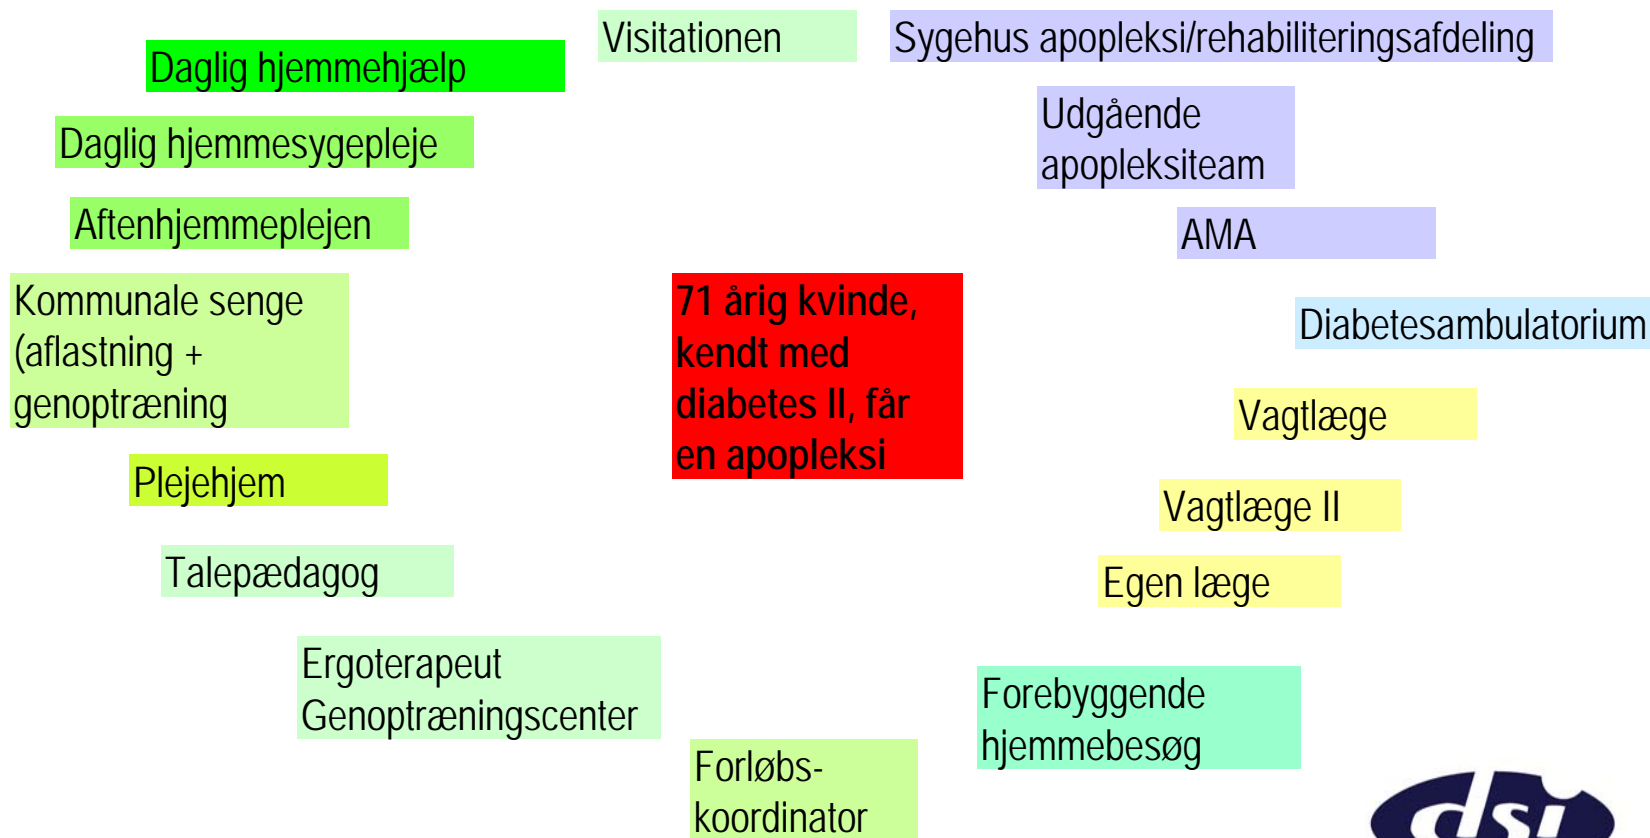 Visitationen
Sygehus apopleksi/rehabiliteringsafdeling
Daglig hjemmehjælp
Udgående
apopleksiteam
Daglig hjemmesygepleje
Aftenhjemmeplejen
AMA
Kommunale senge
(aflastning +
genoptræning
71 årig kvinde,
kendt med
diabetes II, får
en apopleksi
Diabetesambulatorium
Vagtlæge
Plejehjem
Vagtlæge II
Talepædagog
Egen læge
Ergoterapeut
Genoptræningscenter
Forebyggende
hjemmebesøg
Forløbs-
koordinator
dsi